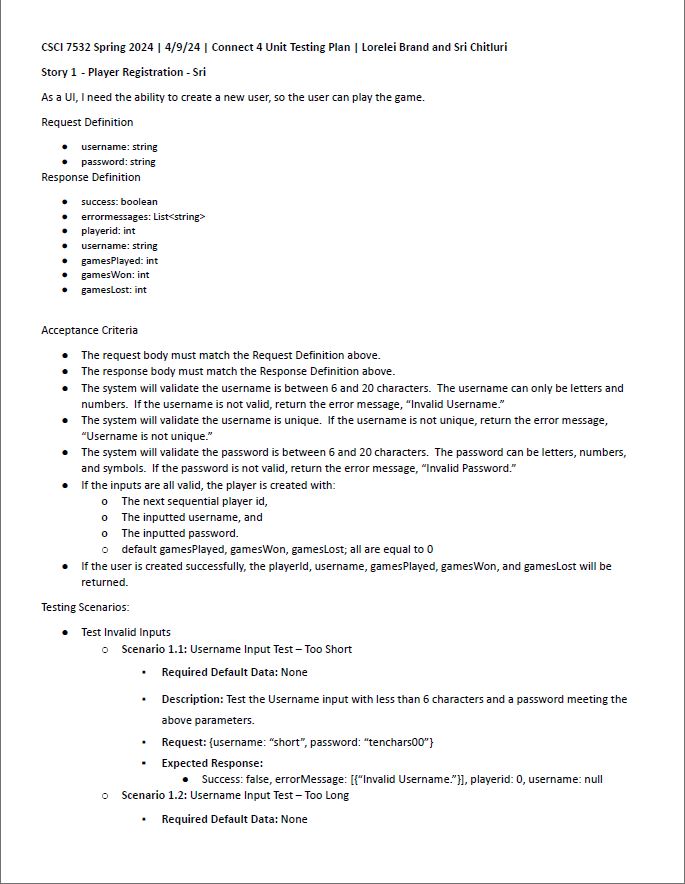 CSCI 7532 Spring 2024 | 4/9/24 | Connect 4 Unit Testing Plan | Lorelei Brand and Sri Chitluri
Story 1 - Player Registration - Sri
As a UI, I need the ability to create a new user, so the user can play the game.
Request Definition
● username: string
● password: string
Response Definition
● success: boolean
● errormessages: List<string>
● playerid: int
● username: string
● gamesPlayed: int
● gamesWon: int
● gamesLost: int
Acceptance Criteria
● The request body must match the Request Definition above.
● The response body must match the Response Definition above.
● The system will validate the username is between 6 and 20 characters.  The username can only be letters and
numbers.  If the username is not valid, return the error message, “Invalid Username.”
● The system will validate the username is unique.  If the username is not unique, return the error message,
“Username is not unique.”
● The system will validate the password is between 6 and 20 characters.  The password can be letters, numbers,
and symbols.  If the password is not valid, return the error message, “Invalid Password.”
● If the inputs are all valid, the player is created with:
o The next sequential player id,
o The inputted username, and
o The inputted password.
○ default gamesPlayed, gamesWon, gamesLost; all are equal to 0
● If the user is created successfully, the playerId, username, gamesPlayed, gamesWon, and gamesLost will be
returned.
Testing Scenarios:
● Test Invalid Inputs
○ Scenario 1.1: Username Input Test – Too Short
▪ Required Default Data: None
▪ Description: Test the Username input with less than 6 characters and a password meeting the
above parameters.
▪ Request: {username: “short”, password: “tenchars00”}
▪ Expected Response:
● Success: false, errorMessage: [{“Invalid Username.”}], playerid: 0, username: null
○ Scenario 1.2: Username Input Test – Too Long
▪ Required Default Data: None